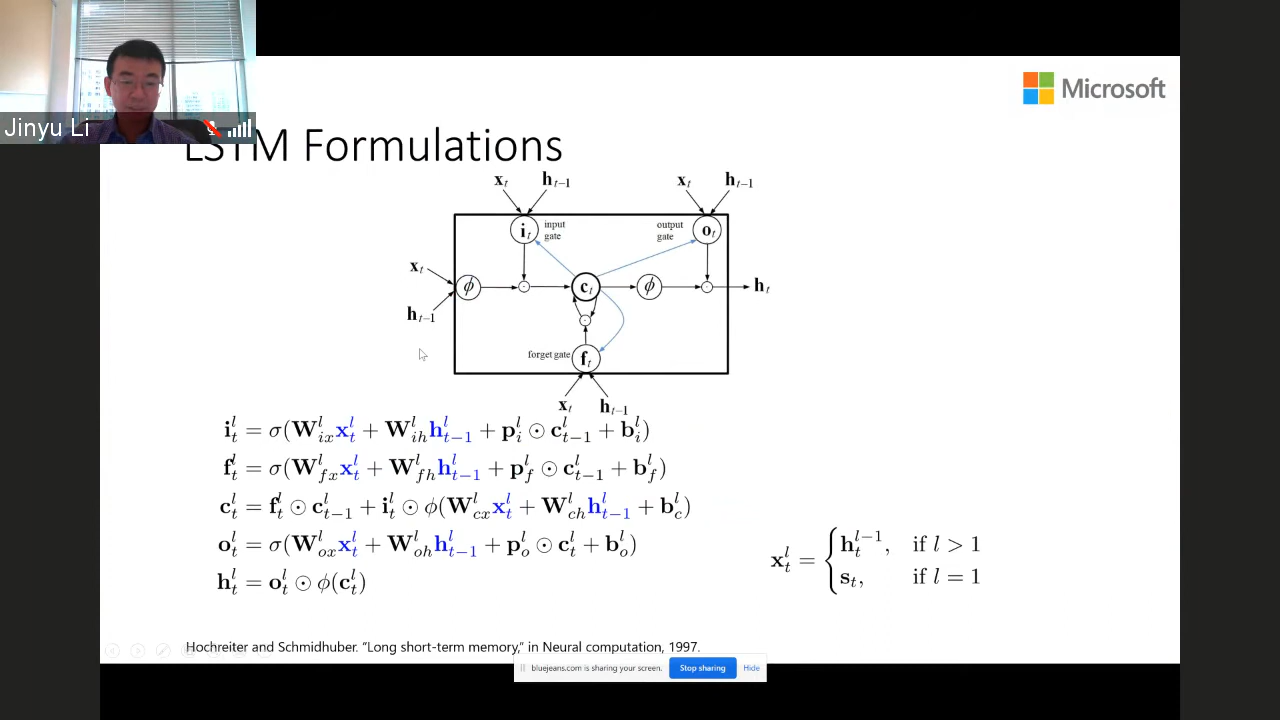 Jinyu Li
Microsoft
LSTM Formulations
x_t h_{t-1} x_t h_{t-1}
i_t input gate output gate o_t
x_t
ϕ c_t ϕ h_t
h_{t-1}
forget gate f_t
x_t h_{t-1}
i_t^l = σ(W_{ix}^l x_t^l + W_{ih}^l h_{t-1}^l + p_i^l ⊙ c_{t-1}^l + b_i^l)
f_t^l = σ(W_{fx}^l x_t^l + W_{fh}^l h_{t-1}^l + p_f^l ⊙ c_{t-1}^l + b_f^l)
c_t^l = f_t^l ⊙ c_{t-1}^l + i_t^l ⊙ ϕ(W_{cx}^l x_t^l + W_{ch}^l h_{t-1}^l + b_c^l)
o_t^l = σ(W_{ox}^l x_t^l + W_{oh}^l h_{t-1}^l + p_o^l ⊙ c_t^l + b_o^l)
h_t^l = o_t^l ⊙ ϕ(c_t^l)
x_t^l = { h_t^{l-1}, if l > 1
s_t, if l = 1
Hochreiter and Schmidhuber. "Long short-term memory," in Neural computation, 1997.
bluejeans.com is sharing your screen. Stop sharing Hide